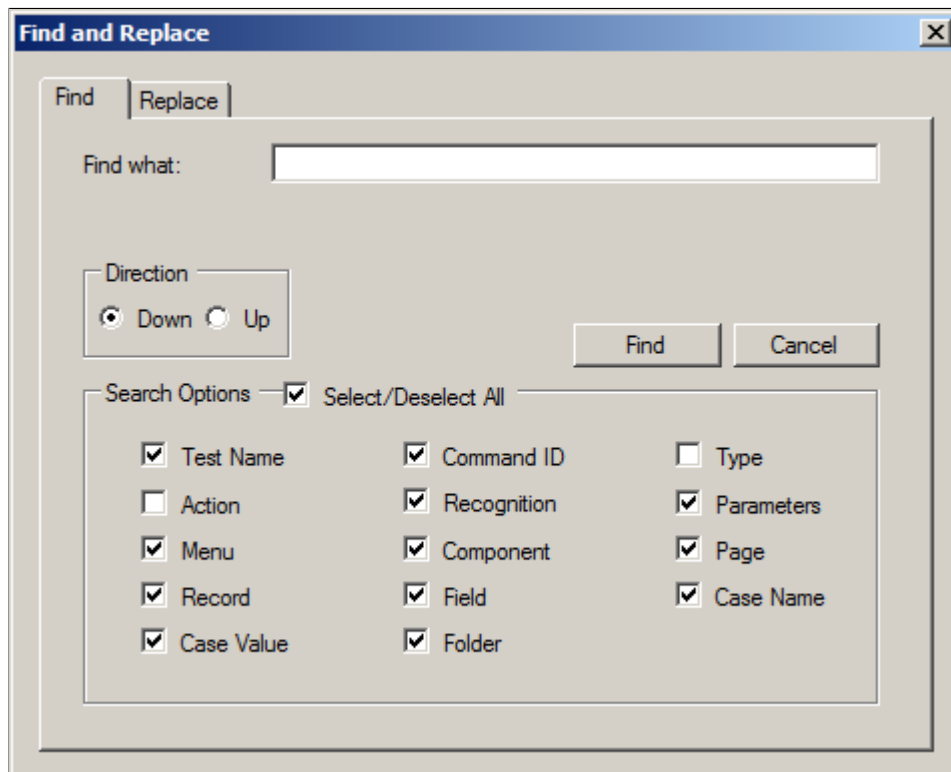 Find and Replace
Find Replace
Find what:
Direction
Down Up
Find Cancel
Search Options Select/Deselect All
Test Name Command ID Type
Action Recognition Parameters
Menu Component Page
Record Field Case Name
Case Value Folder